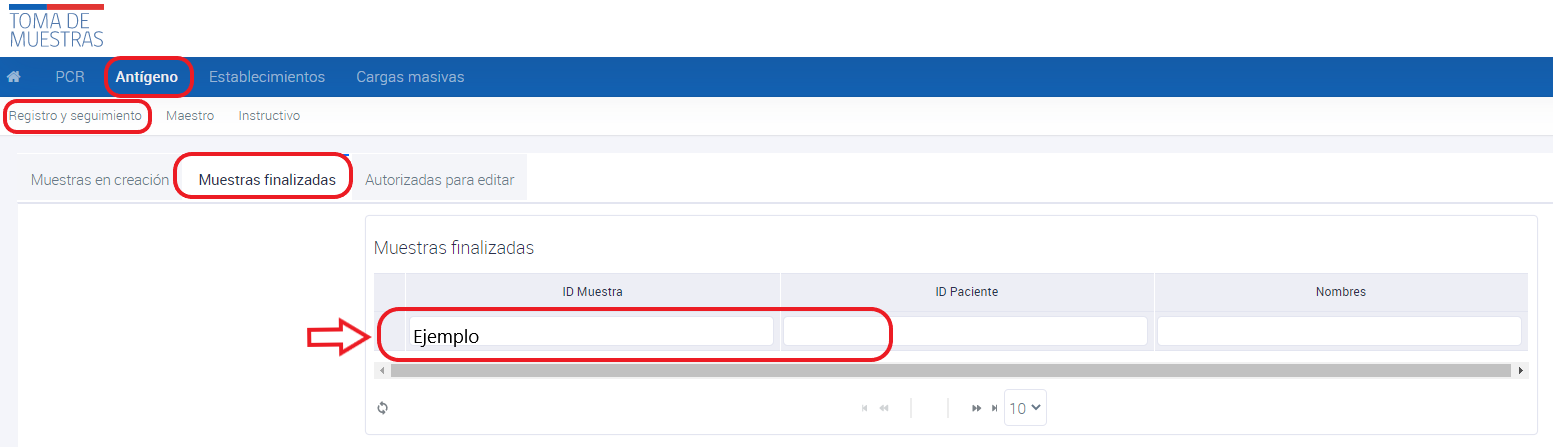 TOMA DE
MUESTRAS
PCR Antígeno Establecimientos Cargas masivas
Registro y seguimiento Maestro Instructivo
Muestras en creación Muestras finalizadas Autorizadas para editar
Muestras finalizadas
ID Muestra ID Paciente Nombres
Ejemplo
10